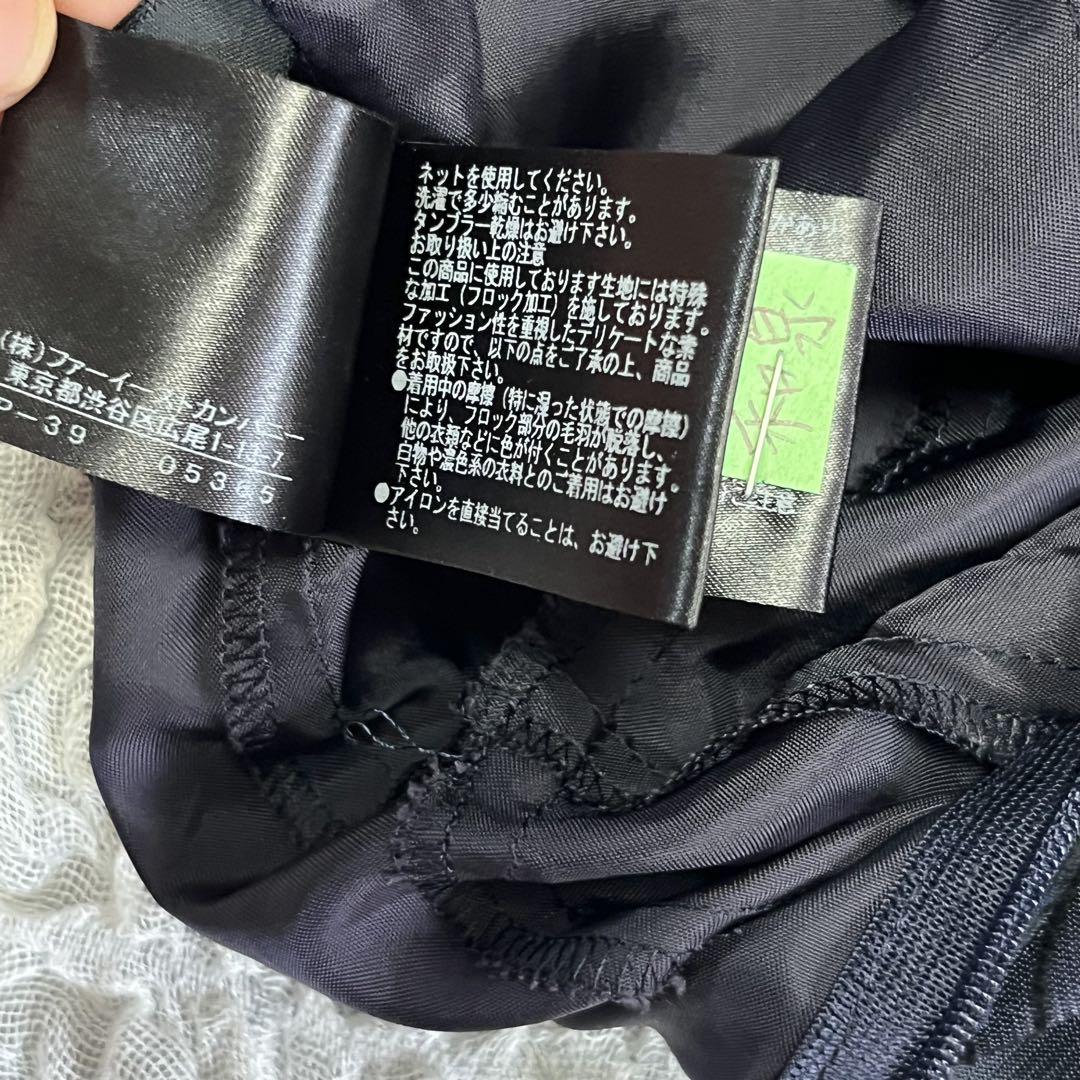 ネットを使用してください。
洗濯で多少縮むことがあります。
タンブラー乾燥はお避け下さい。
お取り扱い上の注意
この商品に使用しております生地には特殊
な加工(フロック加工)を施しております。
ファッション性を重視したデリケートな素
材ですので、以下の点をご了承の上、商品
をお取扱下さい。
●着用中の摩擦(特に湿った状態での摩擦)
により、フロック部分の毛羽が脱落し、
他の衣類などに色が付くことがあります。
白物や濃色系の衣料とのご着用はお避け
下さい。
●アイロンを直接当てることは、お避け下
さい。
(株)ファーイースト
東京都渋谷区広尾1-
P-39